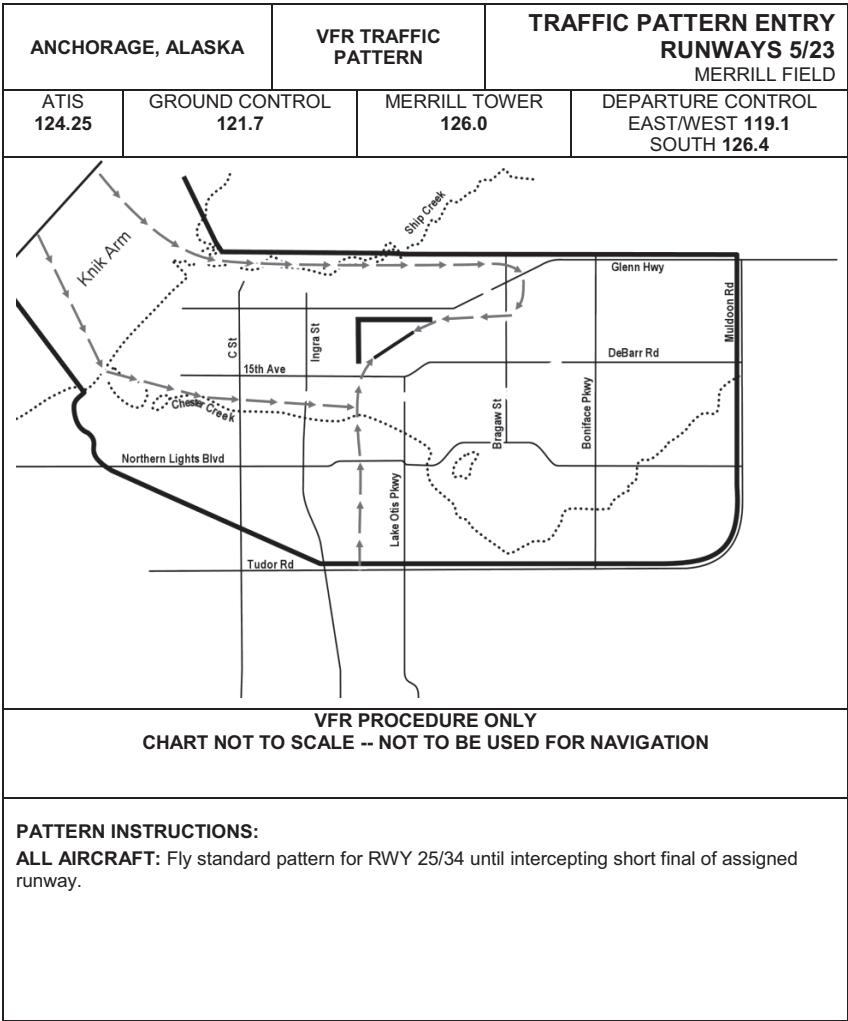 ANCHORAGE, ALASKA
VFR TRAFFIC
PATTERN
TRAFFIC PATTERN ENTRY
RUNWAYS 5/23
MERRILL FIELD
ATIS
124.25
GROUND CONTROL
121.7
MERRILL TOWER
126.0
DEPARTURE CONTROL
EAST/WEST 119.1
SOUTH 126.4
Ship Creek
Knik Arm
Glenn Hwy
Muldoon Rd
C St
Ingra St
DeBarr Rd
15th Ave
Chester Creek
Bragaw St
Boniface Pkwy
Northern Lights Blvd
Lake Otis Pkwy
Tudor Rd
VFR PROCEDURE ONLY
CHART NOT TO SCALE -- NOT TO BE USED FOR NAVIGATION
PATTERN INSTRUCTIONS:
ALL AIRCRAFT: Fly standard pattern for RWY 25/34 until intercepting short final of assigned
runway.